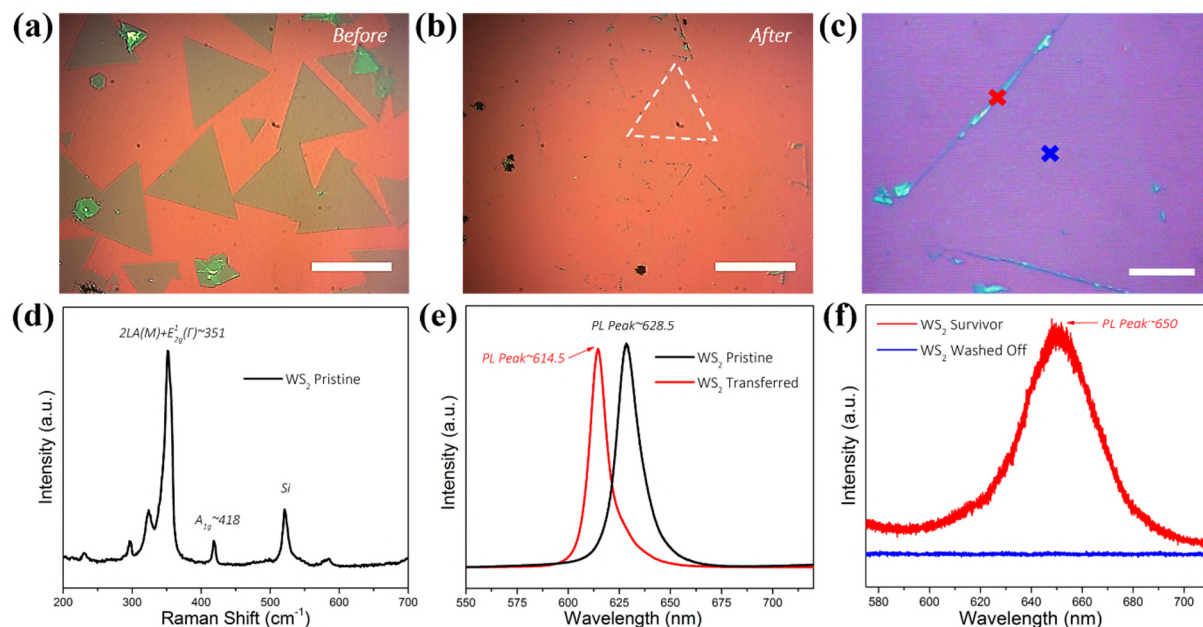 (a)
Before
(b)
After
(c)
(d)
2LA(M)+E¹₂g(Γ)~351
WS₂ Pristine
A₁g~418
Si
Intensity (a.u.)
200 300 400 500 600 700
Raman Shift (cm⁻¹)
(e)
PL Peak~628.5
PL Peak~614.5
WS₂ Pristine
WS₂ Transferred
Intensity (a.u.)
550 600 625 650 700
Wavelength (nm)
(f)
WS₂ Survivor
WS₂ Washed Off
PL Peak~650
Intensity (a.u.)
580 600 620 640 660 680 700
Wavelength (nm)